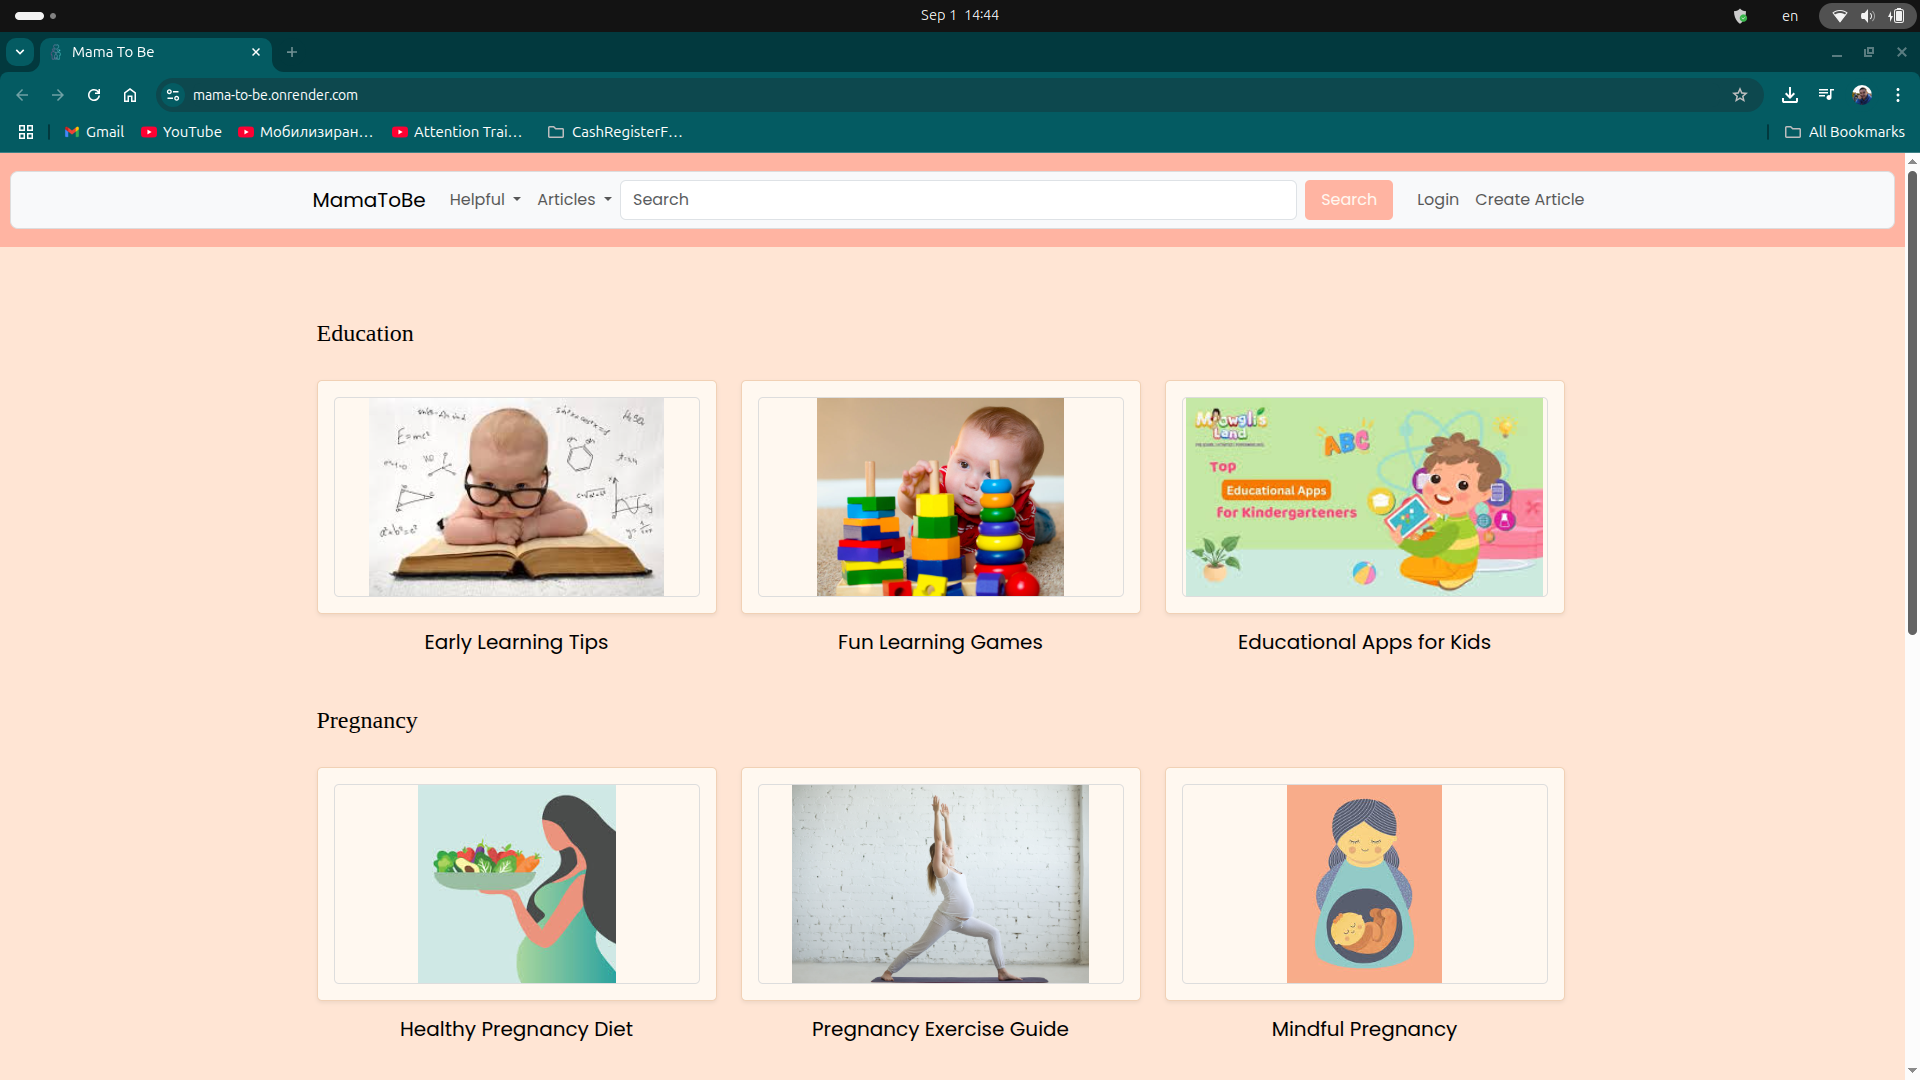 Sep 1 14:44
en
Mama To Be
mama-to-be.onrender.com
Gmail
YouTube
Мобилизиран...
Attention Trai...
CashRegisterF...
All Bookmarks
MamaToBe
Helpful
Articles
Search
Search
Login
Create Article
Education
E=mc²
Mowgli's
Land
ABC
Top
Educational Apps
for Kindergarteners
Early Learning Tips
Fun Learning Games
Educational Apps for Kids
Pregnancy
Healthy Pregnancy Diet
Pregnancy Exercise Guide
Mindful Pregnancy